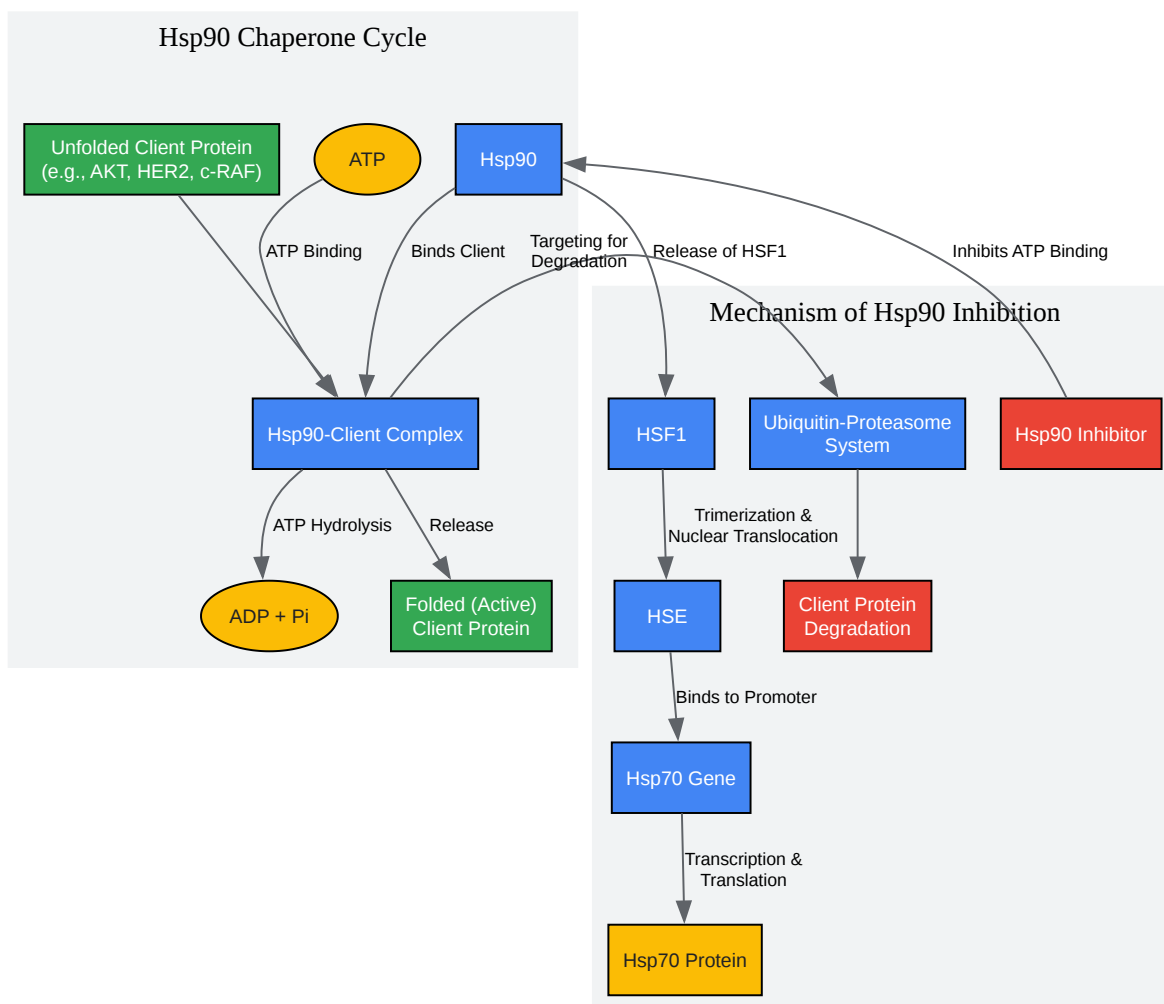 Hsp90 Chaperone Cycle
Unfolded Client Protein
(e.g., AKT, HER2, c-RAF)
ATP
Hsp90
ATP Binding
Binds Client
Targeting for
Degradation
Release of HSF1
Inhibits ATP Binding
Mechanism of Hsp90 Inhibition
Hsp90-Client Complex
HSF1
Ubiquitin-Proteasome
System
Hsp90 Inhibitor
ATP Hydrolysis
Release
Trimerization &
Nuclear Translocation
ADP + Pi
Folded (Active)
Client Protein
HSE
Client Protein
Degradation
Binds to Promoter
Hsp70 Gene
Transcription &
Translation
Hsp70 Protein